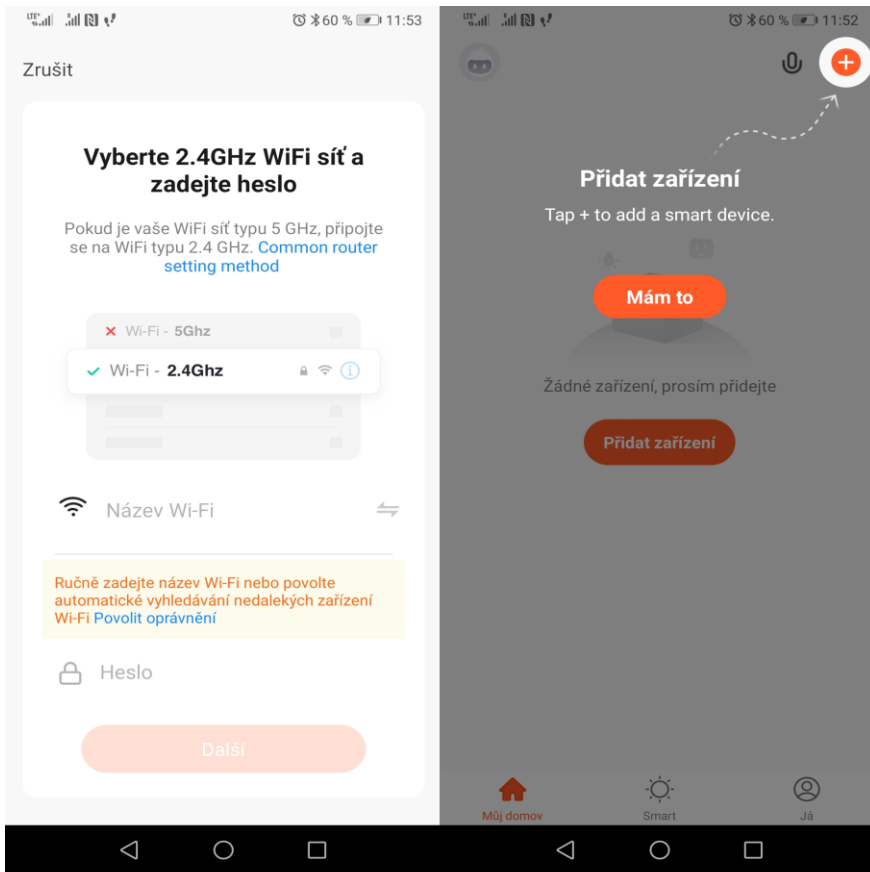 60 % 11:53
Zrušit
Vyberte 2.4GHz WiFi síť a
zadejte heslo
Pokud je vaše WiFi síť typu 5 GHz, připojte
se na WiFi typu 2.4 GHz. Common router
setting method
Wi-Fi - 5Ghz
Wi-Fi - 2.4Ghz
Název Wi-Fi
Ručně zadejte název Wi-Fi nebo povolte
automatické vyhledávání nedalekých zařízení
Wi-Fi Povolit oprávnění
Heslo
Další
60 % 11:52
Přidat zařízení
Tap + to add a smart device.
Mám to
Žádné zařízení, prosím přidejte
Přidat zařízení
Můj domov
Smart
Já